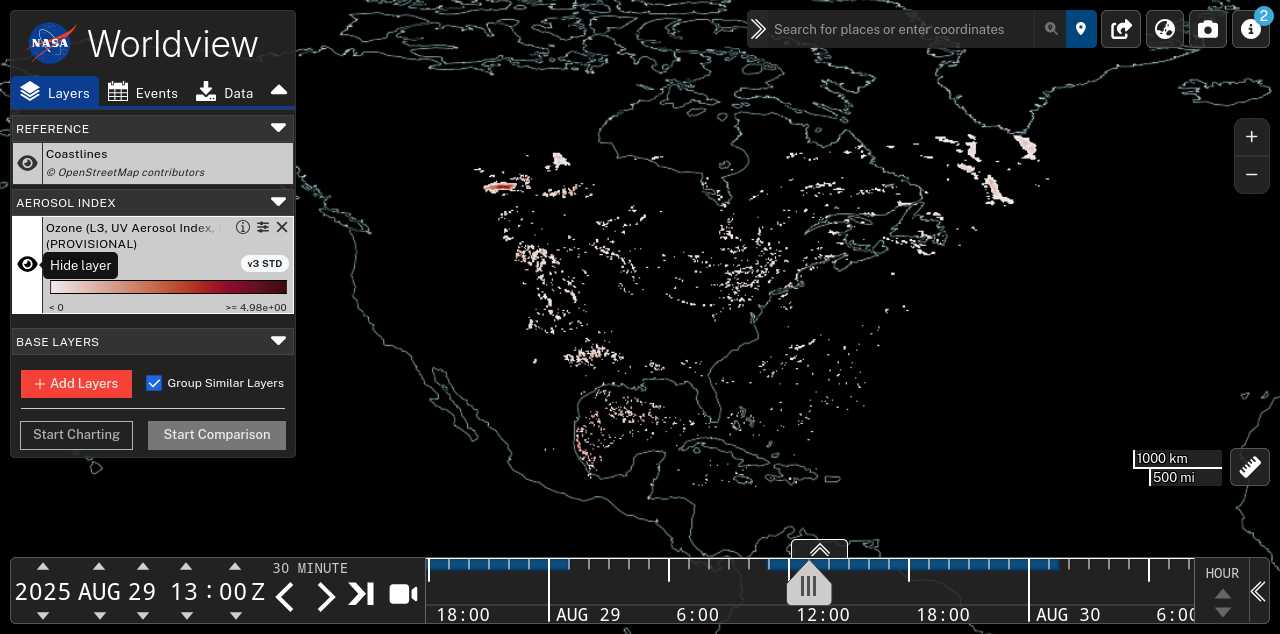 NASA
Worldview
Layers
Events
Data
REFERENCE
Coastlines
© OpenStreetMap contributors
AEROSOL INDEX
Ozone (L3, UV Aerosol Index,
(PROVISIONAL)
Hide layer
v3 STD
< 0
>= 4.98e+00
BASE LAYERS
+ Add Layers
Group Similar Layers
Start Charting
Start Comparison
Search for places or enter coordinates
2
+
−
1000 km
500 mi
2025 AUG 29 13:00Z
30 MINUTE
18:00
AUG 29
6:00
12:00
18:00
AUG 30
6:00
HOUR